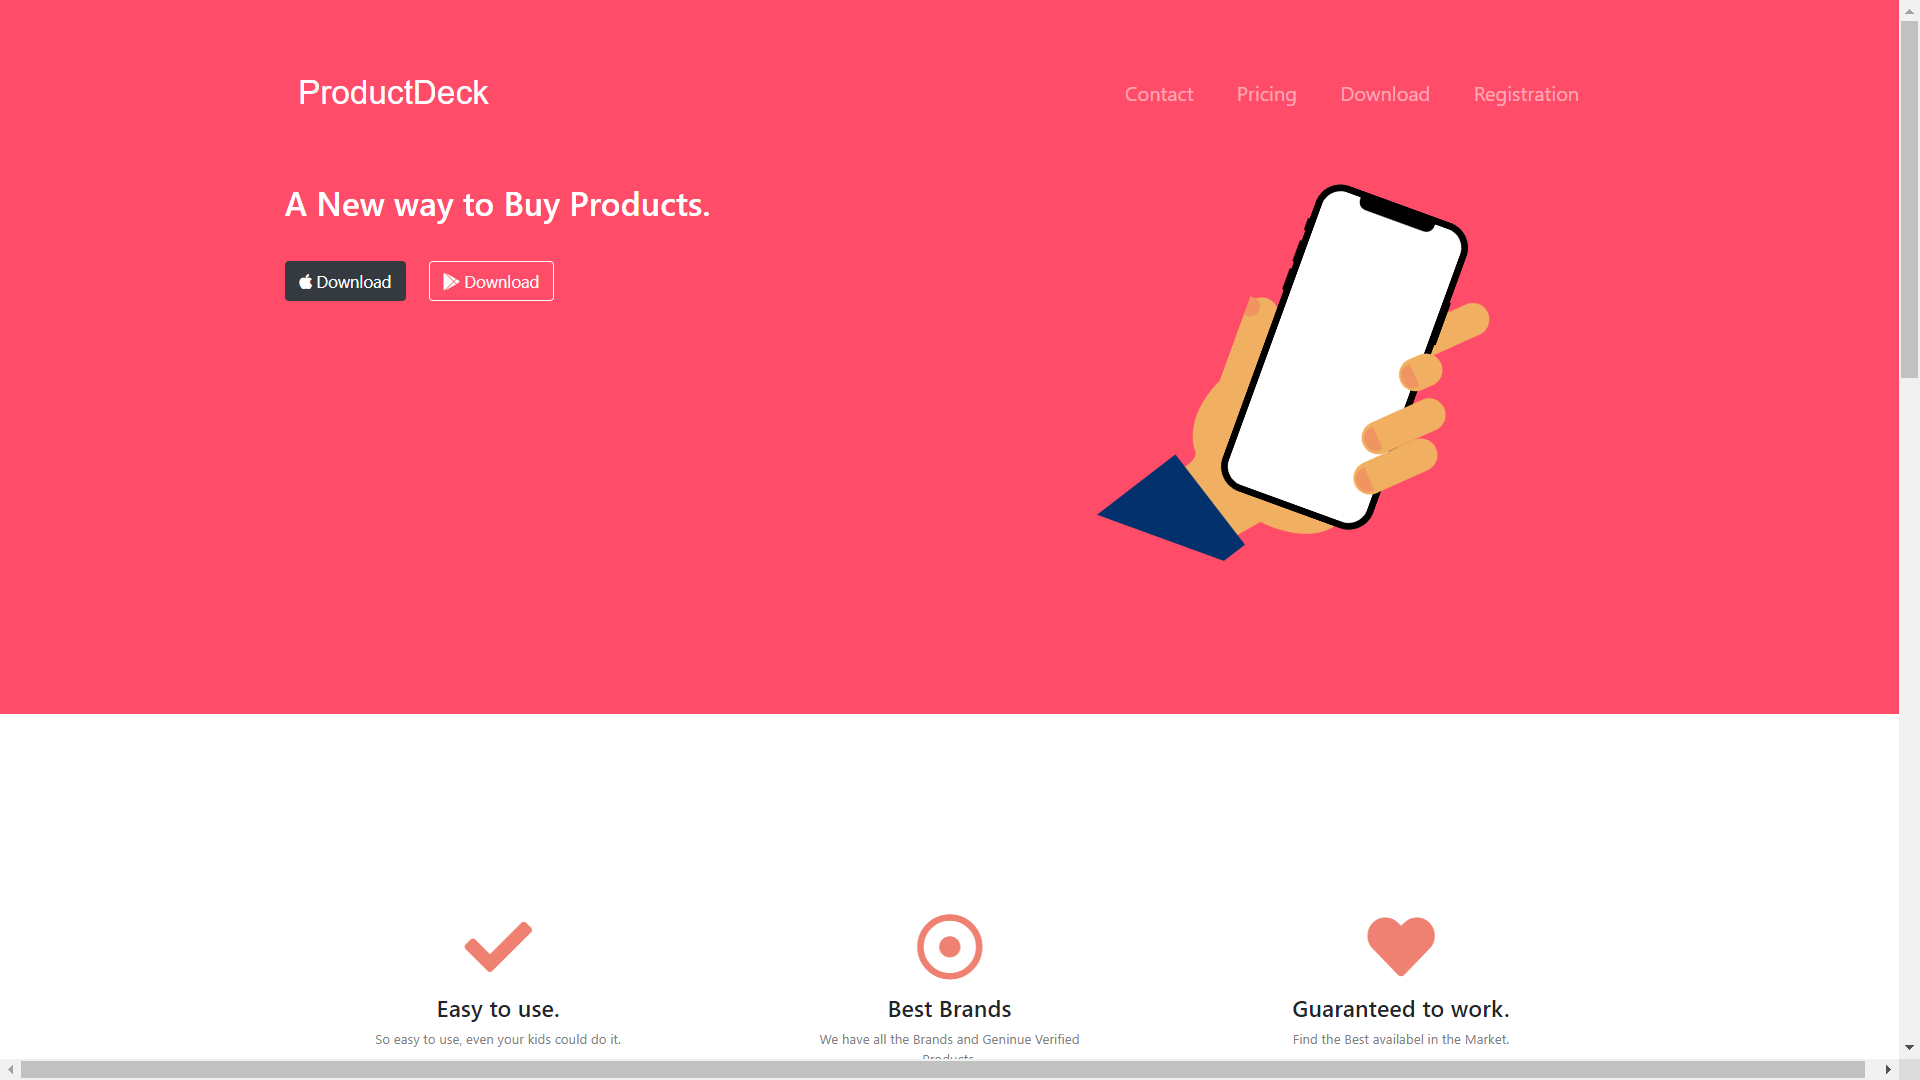 ProductDeck
Contact Pricing Download Registration
A New way to Buy Products.
Download Download
Easy to use.
So easy to use, even your kids could do it.
Best Brands
We have all the Brands and Geninue Verified
Products.
Guaranteed to work.
Find the Best availabel in the Market.